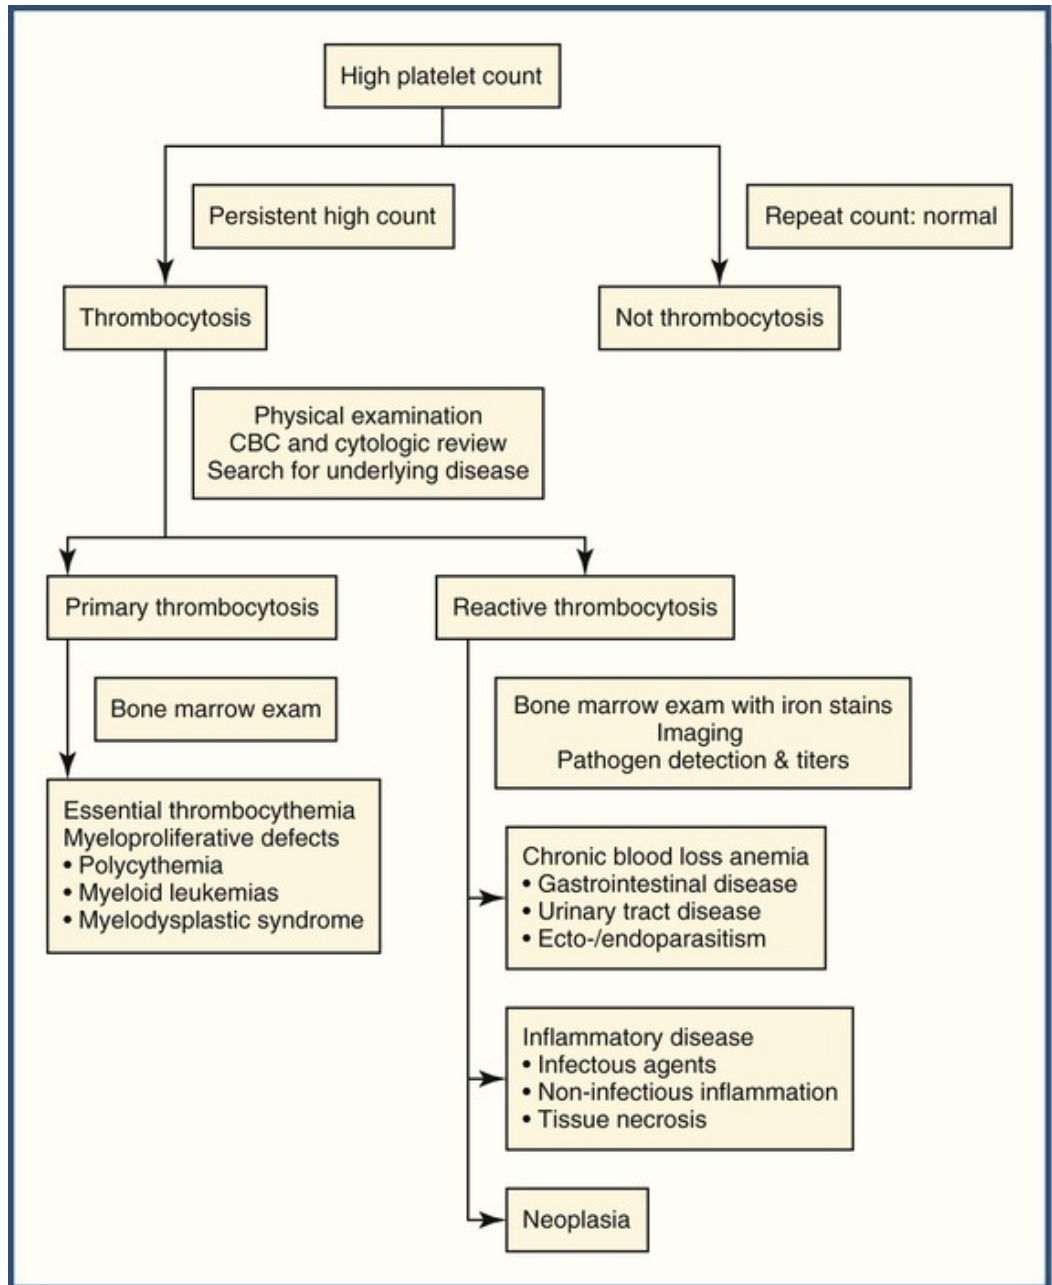 High platelet count
Persistent high count
Repeat count: normal
Thrombocytosis
Not thrombocytosis
Physical examination
CBC and cytologic review
Search for underlying disease
Primary thrombocytosis
Reactive thrombocytosis
Bone marrow exam
Bone marrow exam with iron stains
Imaging
Pathogen detection & titers
Essential thrombocythemia
Myeloproliferative defects
• Polycythemia
• Myeloid leukemias
• Myelodysplastic syndrome
Chronic blood loss anemia
• Gastrointestinal disease
• Urinary tract disease
• Ecto-/endoparasitism
Inflammatory disease
• Infectous agents
• Non-infectious inflammation
• Tissue necrosis
Neoplasia